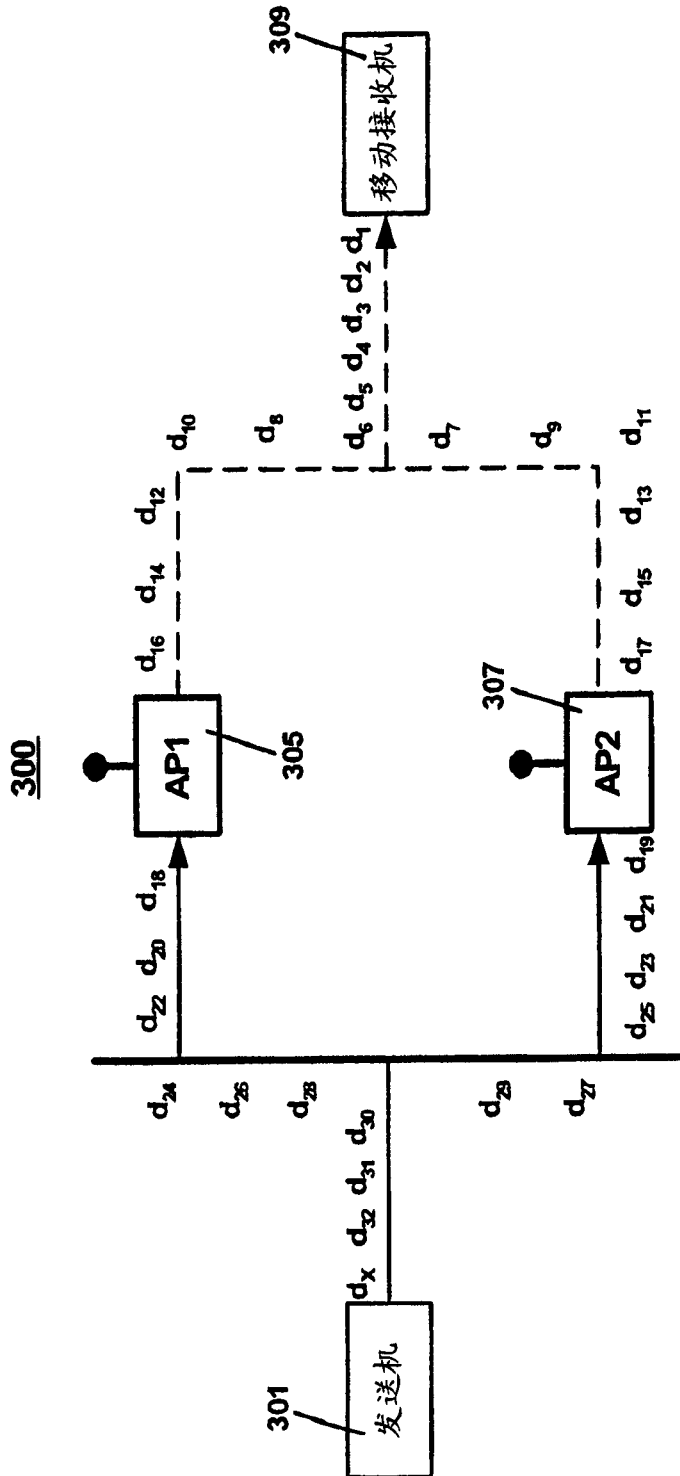 300
301
发送机
dX d32 d31 d30
d24
d26
d28
d29
d27
d22 d20 d18
d25 d23 d21 d19
AP1
305
AP2
307
d16 d14 d12
d10
d8
d6 d5 d4 d3 d2 d1
d7
d9
d11
d17 d15 d13
移动接收机
309